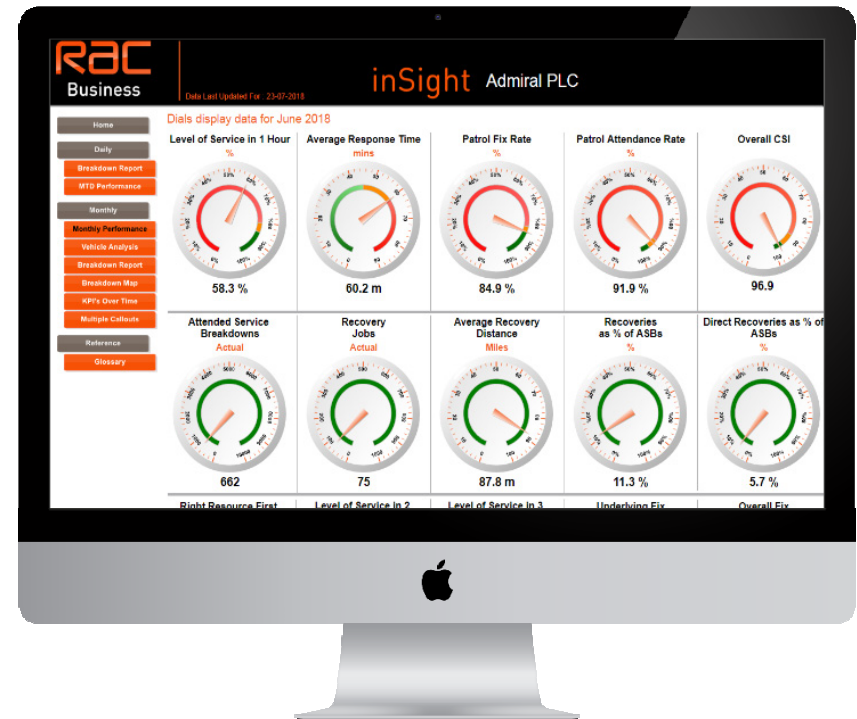 RAC
Business
Data Last Updated For : 23-07-2018
inSight Admiral PLC
Home
Daily
Breakdown Report
MTD Performance
Monthly
Monthly Performance
Vehicle Analysis
Breakdown Report
Breakdown Map
KPI's Over Time
Multiple Callouts
Reference
Glossary
Dials display data for June 2018
Level of Service in 1 Hour
%
58.3 %
Average Response Time
mins
60.2 m
Patrol Fix Rate
%
84.9 %
Patrol Attendance Rate
%
91.9 %
Overall CSI
96.9
Attended Service
Breakdowns
Actual
662
Recovery
Jobs
Actual
75
Average Recovery
Distance
Miles
87.8 m
Recoveries
as % of ASBs
%
11.3 %
Direct Recoveries as % of
ASBs
%
5.7 %
Right Resource First
Level of Service in 2
Level of Service in 3
Underlying Fix
Overall Fix